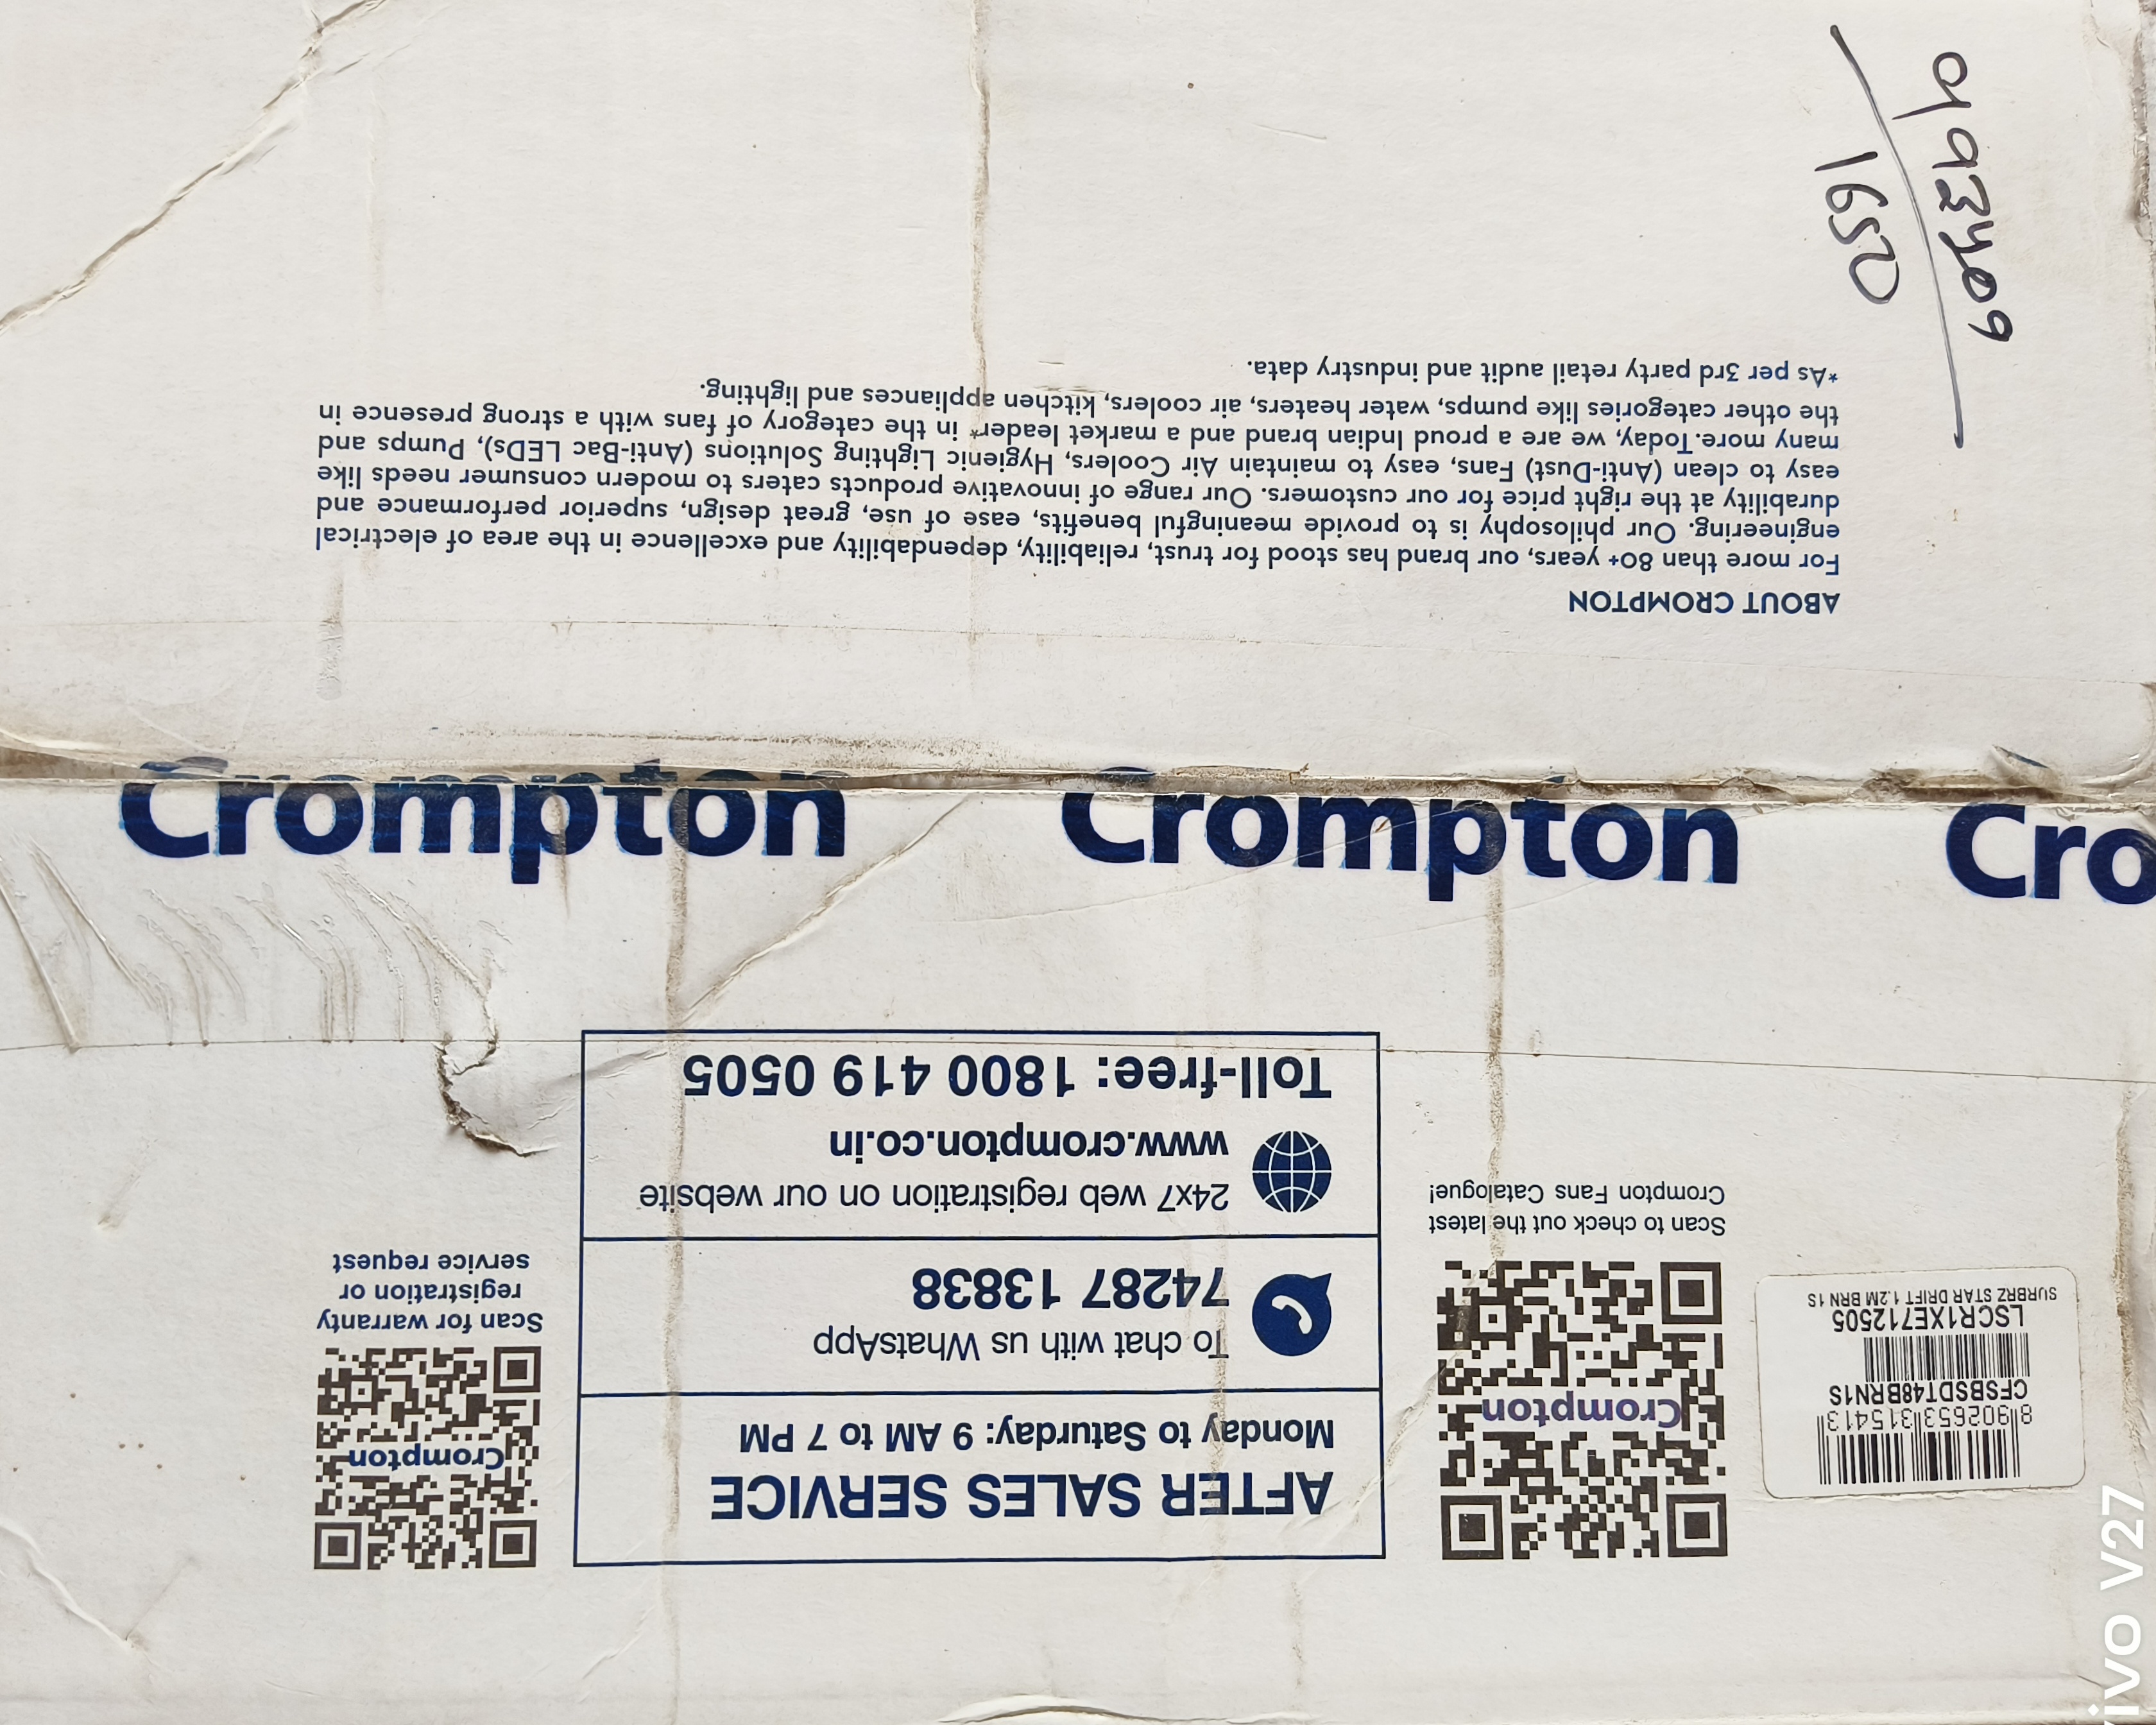 ABOUT CROMPTON
For more than 80+ years, our brand has stood for trust, reliability, dependability and excellence in the area of electrical
engineering. Our philosophy is to provide meaningful benefits, ease of use, great design, superior performance and
durability at the right price for our customers. Our range of innovative products caters to modern consumer needs like
easy to clean (Anti-Dust) Fans, easy to maintain Air Coolers, Hygienic Lighting Solutions (Anti-Bac LEDs), Pumps and
many more.Today, we are a proud Indian brand and a market leader* in the category of fans with a strong presence in
the other categories like pumps, water heaters, air coolers, kitchen appliances and lighting.
*As per 3rd party retail audit and industry data.
1650
Crompton Crompton Cro
AFTER SALES SERVICE
Monday to Saturday: 9 AM to 7 PM
To chat with us WhatsApp
74287 13838
24x7 web registration on our website
www.crompton.co.in
Toll-free: 1800 419 0505
8 902653 315413
CFSBSDT48BRN1S
LSCR1XE712505
SURBRZ STAR DRIFT 1.2M BRN 1S
Crompton
Scan to check out the latest
Crompton Fans Catalogue!
Crompton
Scan for warranty
registration or
service request
vivo V27